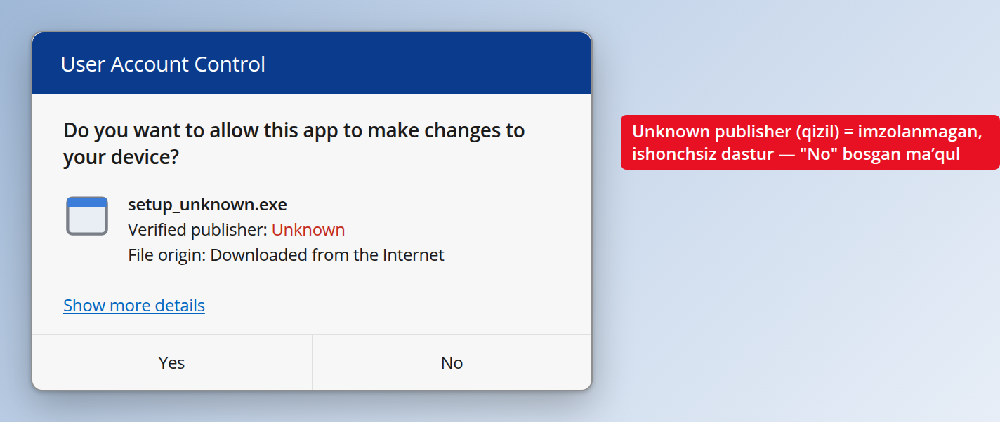 User Account Control
Do you want to allow this app to make changes to
your device?
setup_unknown.exe
Verified publisher: Unknown
File origin: Downloaded from the Internet
Show more details
Yes
No
Unknown publisher (qizil) = imzolanmagan,
ishonchsiz dastur — "No" bosgan maʼqul